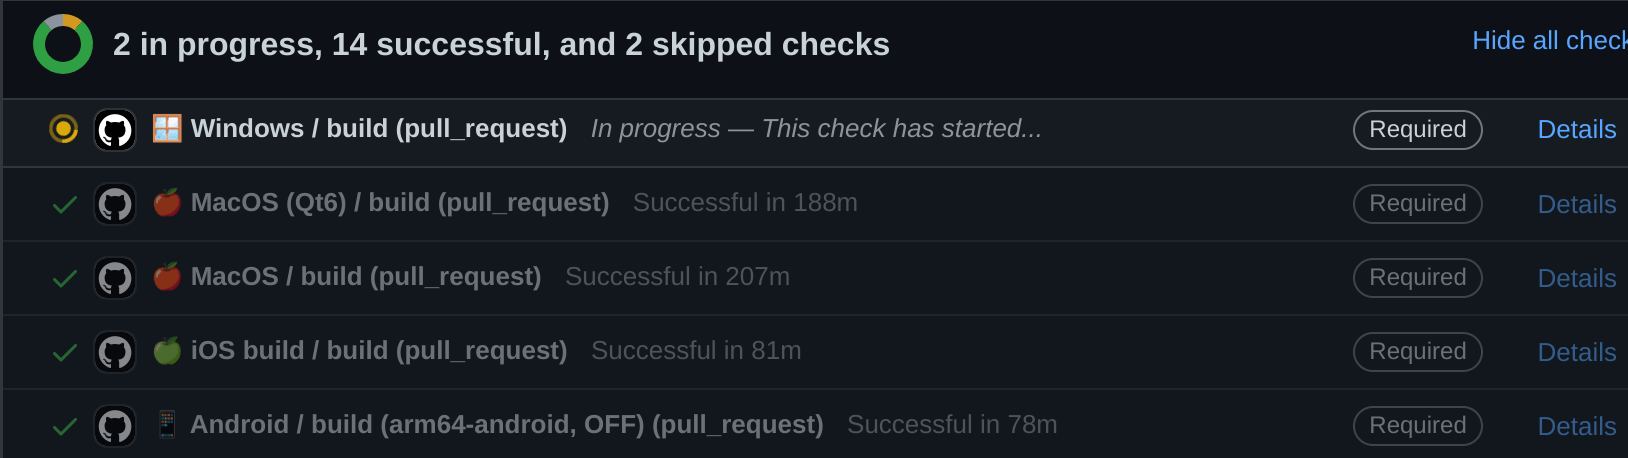 2 in progress, 14 successful, and 2 skipped checks Hide all check
Windows / build (pull_request) In progress — This check has started... Required Details
MacOS (Qt6) / build (pull_request) Successful in 188m Required Details
MacOS / build (pull_request) Successful in 207m Required Details
iOS build / build (pull_request) Successful in 81m Required Details
Android / build (arm64-android, OFF) (pull_request) Successful in 78m Required Details